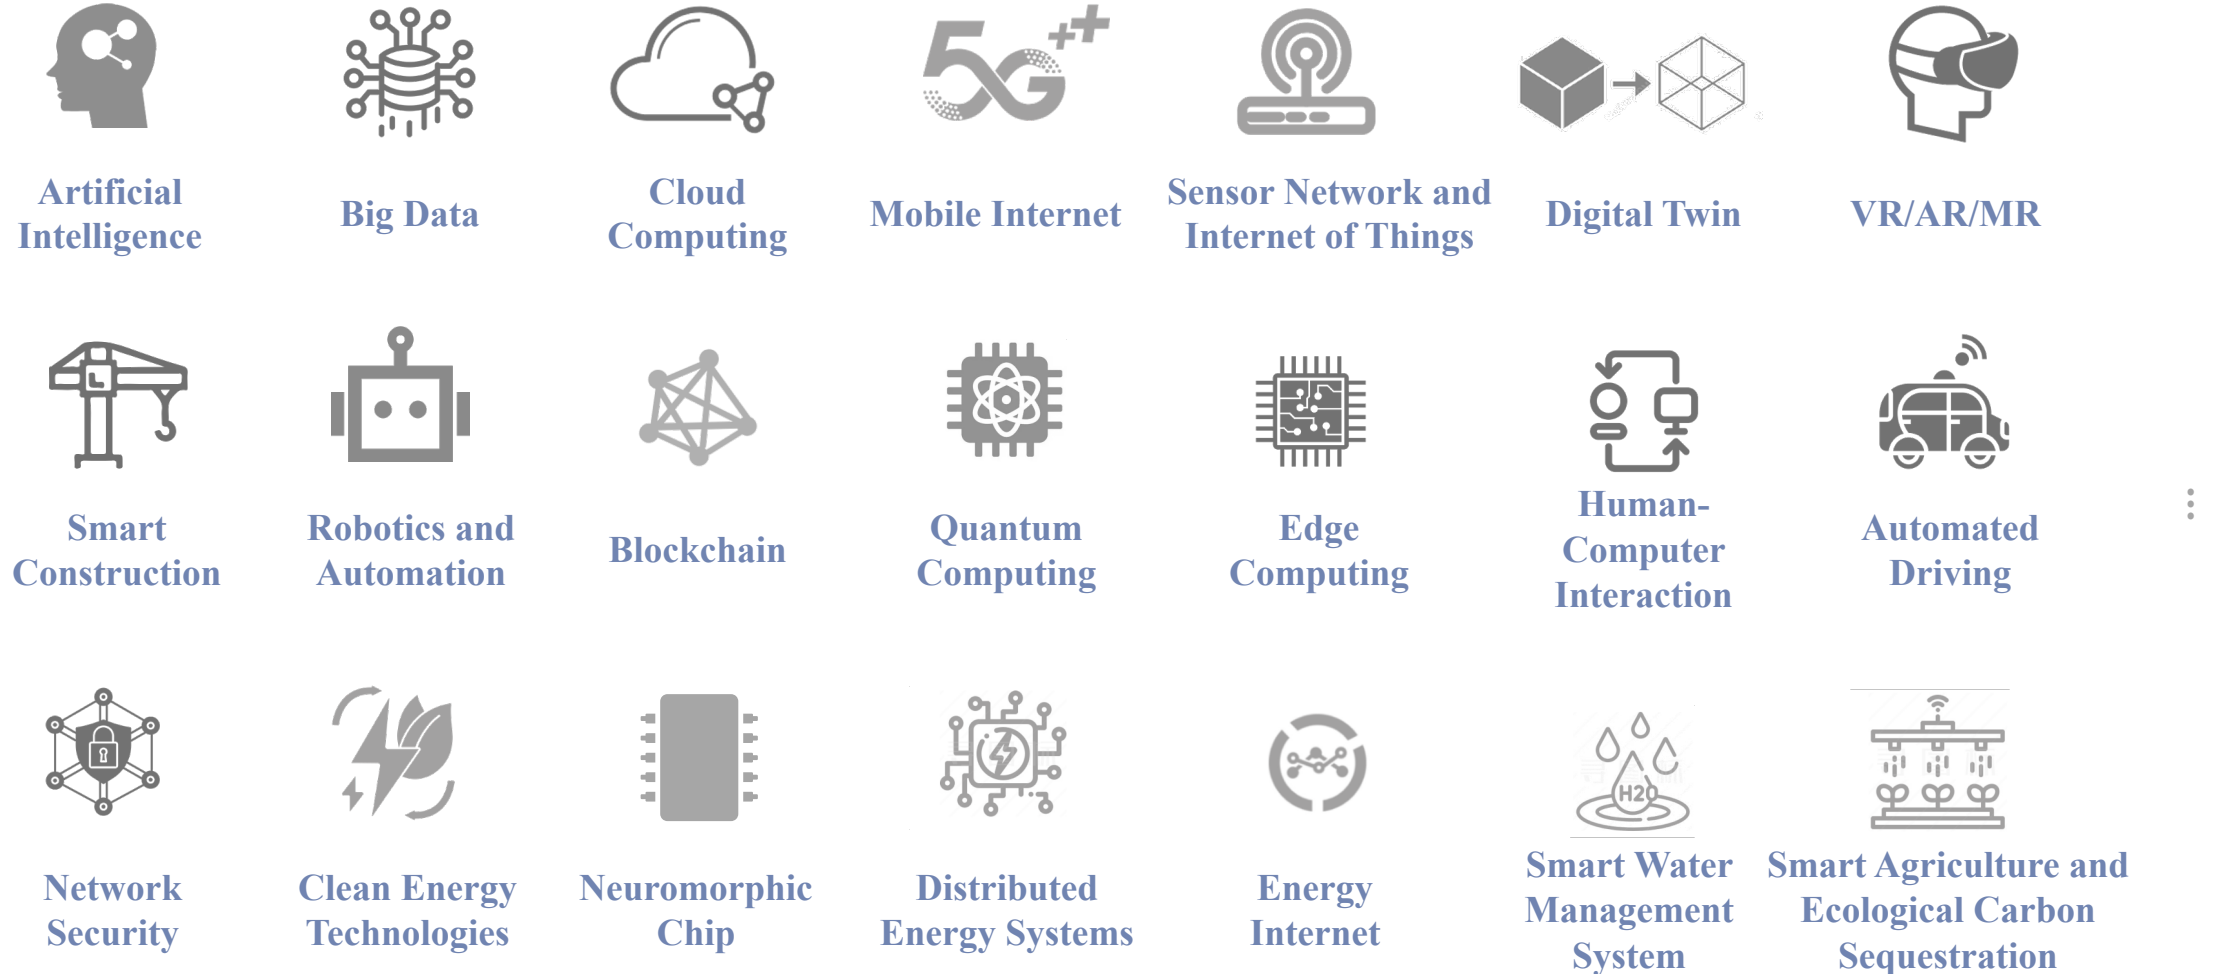 5G++
Artificial
Intelligence
Big Data
Cloud
Computing
Mobile Internet
Sensor Network and
Internet of Things
Digital Twin
VR/AR/MR
Smart
Construction
Robotics and
Automation
Blockchain
Quantum
Computing
Edge
Computing
Human-
Computer
Interaction
Automated
Driving
H2O
Network
Security
Clean Energy
Technologies
Neuromorphic
Chip
Distributed
Energy Systems
Energy
Internet
Smart Water
Management
System
Smart Agriculture and
Ecological Carbon
Sequestration